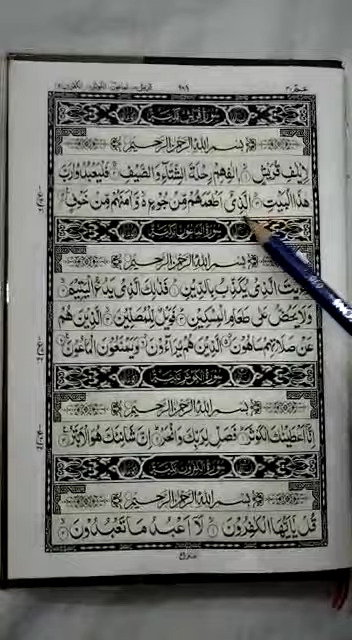 بِسْمِ اللّٰهِ الرَّحْمٰنِ الرَّحِيْمِ
لِاِيْلٰفِ قُرَيْشٍ ۙ اٖلٰفِهِمْ رِحْلَةَ الشِّتَآءِ وَالصَّيْفِ ۚ فَلْيَعْبُدُوْا رَبَّ
هٰذَا الْبَيْتِ ۙ الَّذِيْٓ اَطْعَمَهُمْ مِّنْ جُوْعٍ ۙ وَّاٰمَنَهُمْ مِّنْ خَوْفٍ
بِسْمِ اللّٰهِ الرَّحْمٰنِ الرَّحِيْمِ
الَّذِيْ يُكَذِّبُ بِالدِّيْنِ ۙ فَذٰلِكَ الَّذِيْ يَدُعُّ الْيَتِيْمَ ۙ
وَلَا يَحُضُّ عَلٰى طَعَامِ الْمِسْكِيْنِ ۙ فَوَيْلٌ لِّلْمُصَلِّيْنَ ۙ الَّذِيْنَ هُمْ
عَنْ صَلَاتِهِمْ سَاهُوْنَ ۙ الَّذِيْنَ هُمْ يُرَآءُوْنَ ۙ وَيَمْنَعُوْنَ الْمَاعُوْنَ
بِسْمِ اللّٰهِ الرَّحْمٰنِ الرَّحِيْمِ
اِنَّآ اَعْطَيْنٰكَ الْكَوْثَرَ ۙ فَصَلِّ لِرَبِّكَ وَانْحَرْ ۙ اِنَّ شَانِئَكَ هُوَ الْاَبْتَرُ
بِسْمِ اللّٰهِ الرَّحْمٰنِ الرَّحِيْمِ
قُلْ يٰٓاَيُّهَا الْكٰفِرُوْنَ ۙ لَآ اَعْبُدُ مَا تَعْبُدُوْنَ ۙ